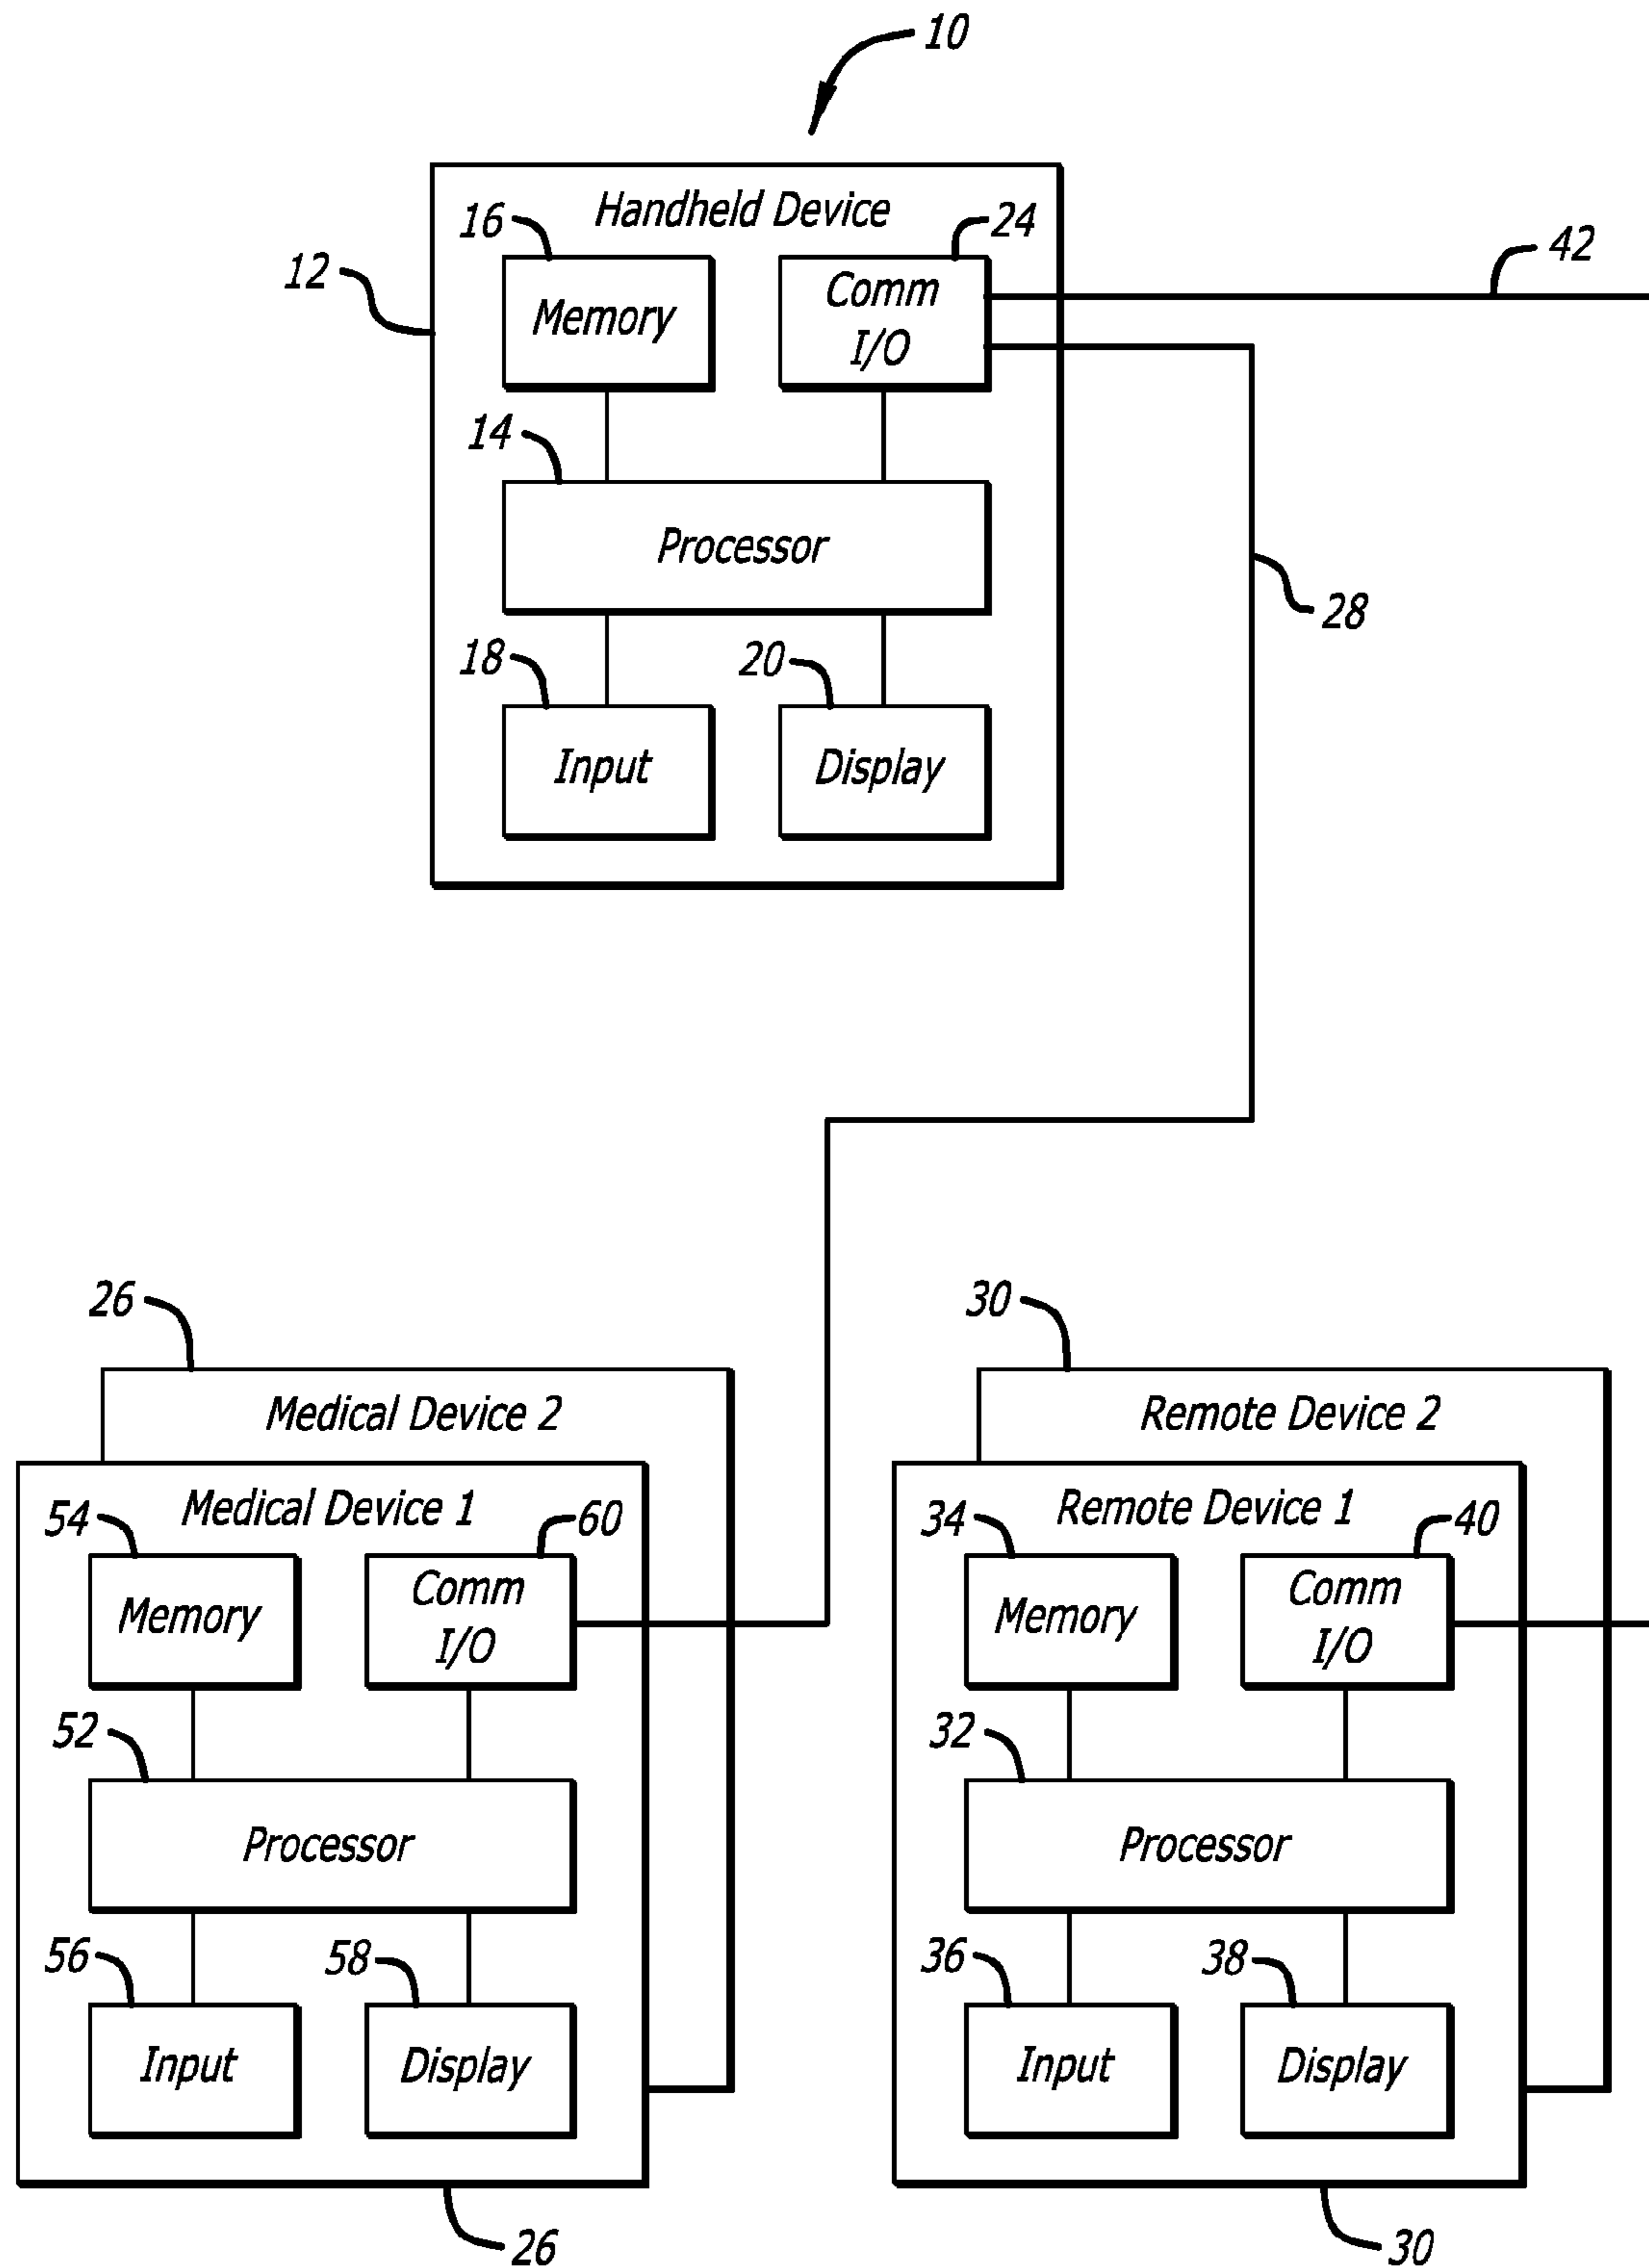 10
Handheld Device
16
24
42
12
Memory
Comm
I/O
14
Processor
28
18
20
Input
Display
26
30
Medical Device 2
Remote Device 2
Medical Device 1
Remote Device 1
54
60
34
40
Memory
Comm
I/O
Memory
Comm
I/O
52
32
Processor
Processor
56
58
36
38
Input
Display
Input
Display
26
30